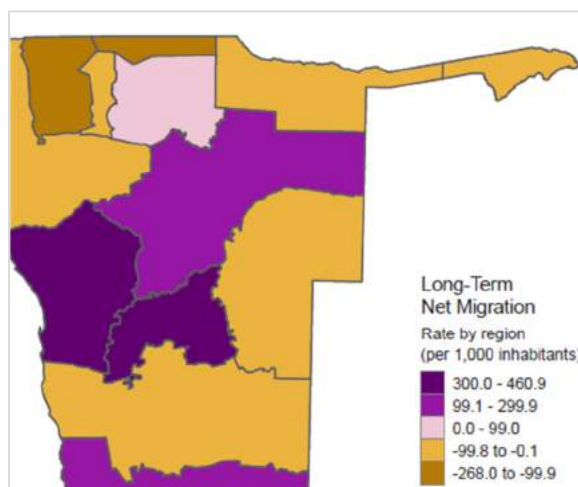 Long-Term
Net Migration
Rate by region
(per 1,000 inhabitants)
300.0 - 460.9
99.1 - 299.9
0.0 - 99.0
-99.8 to -0.1
-268.0 to -99.9